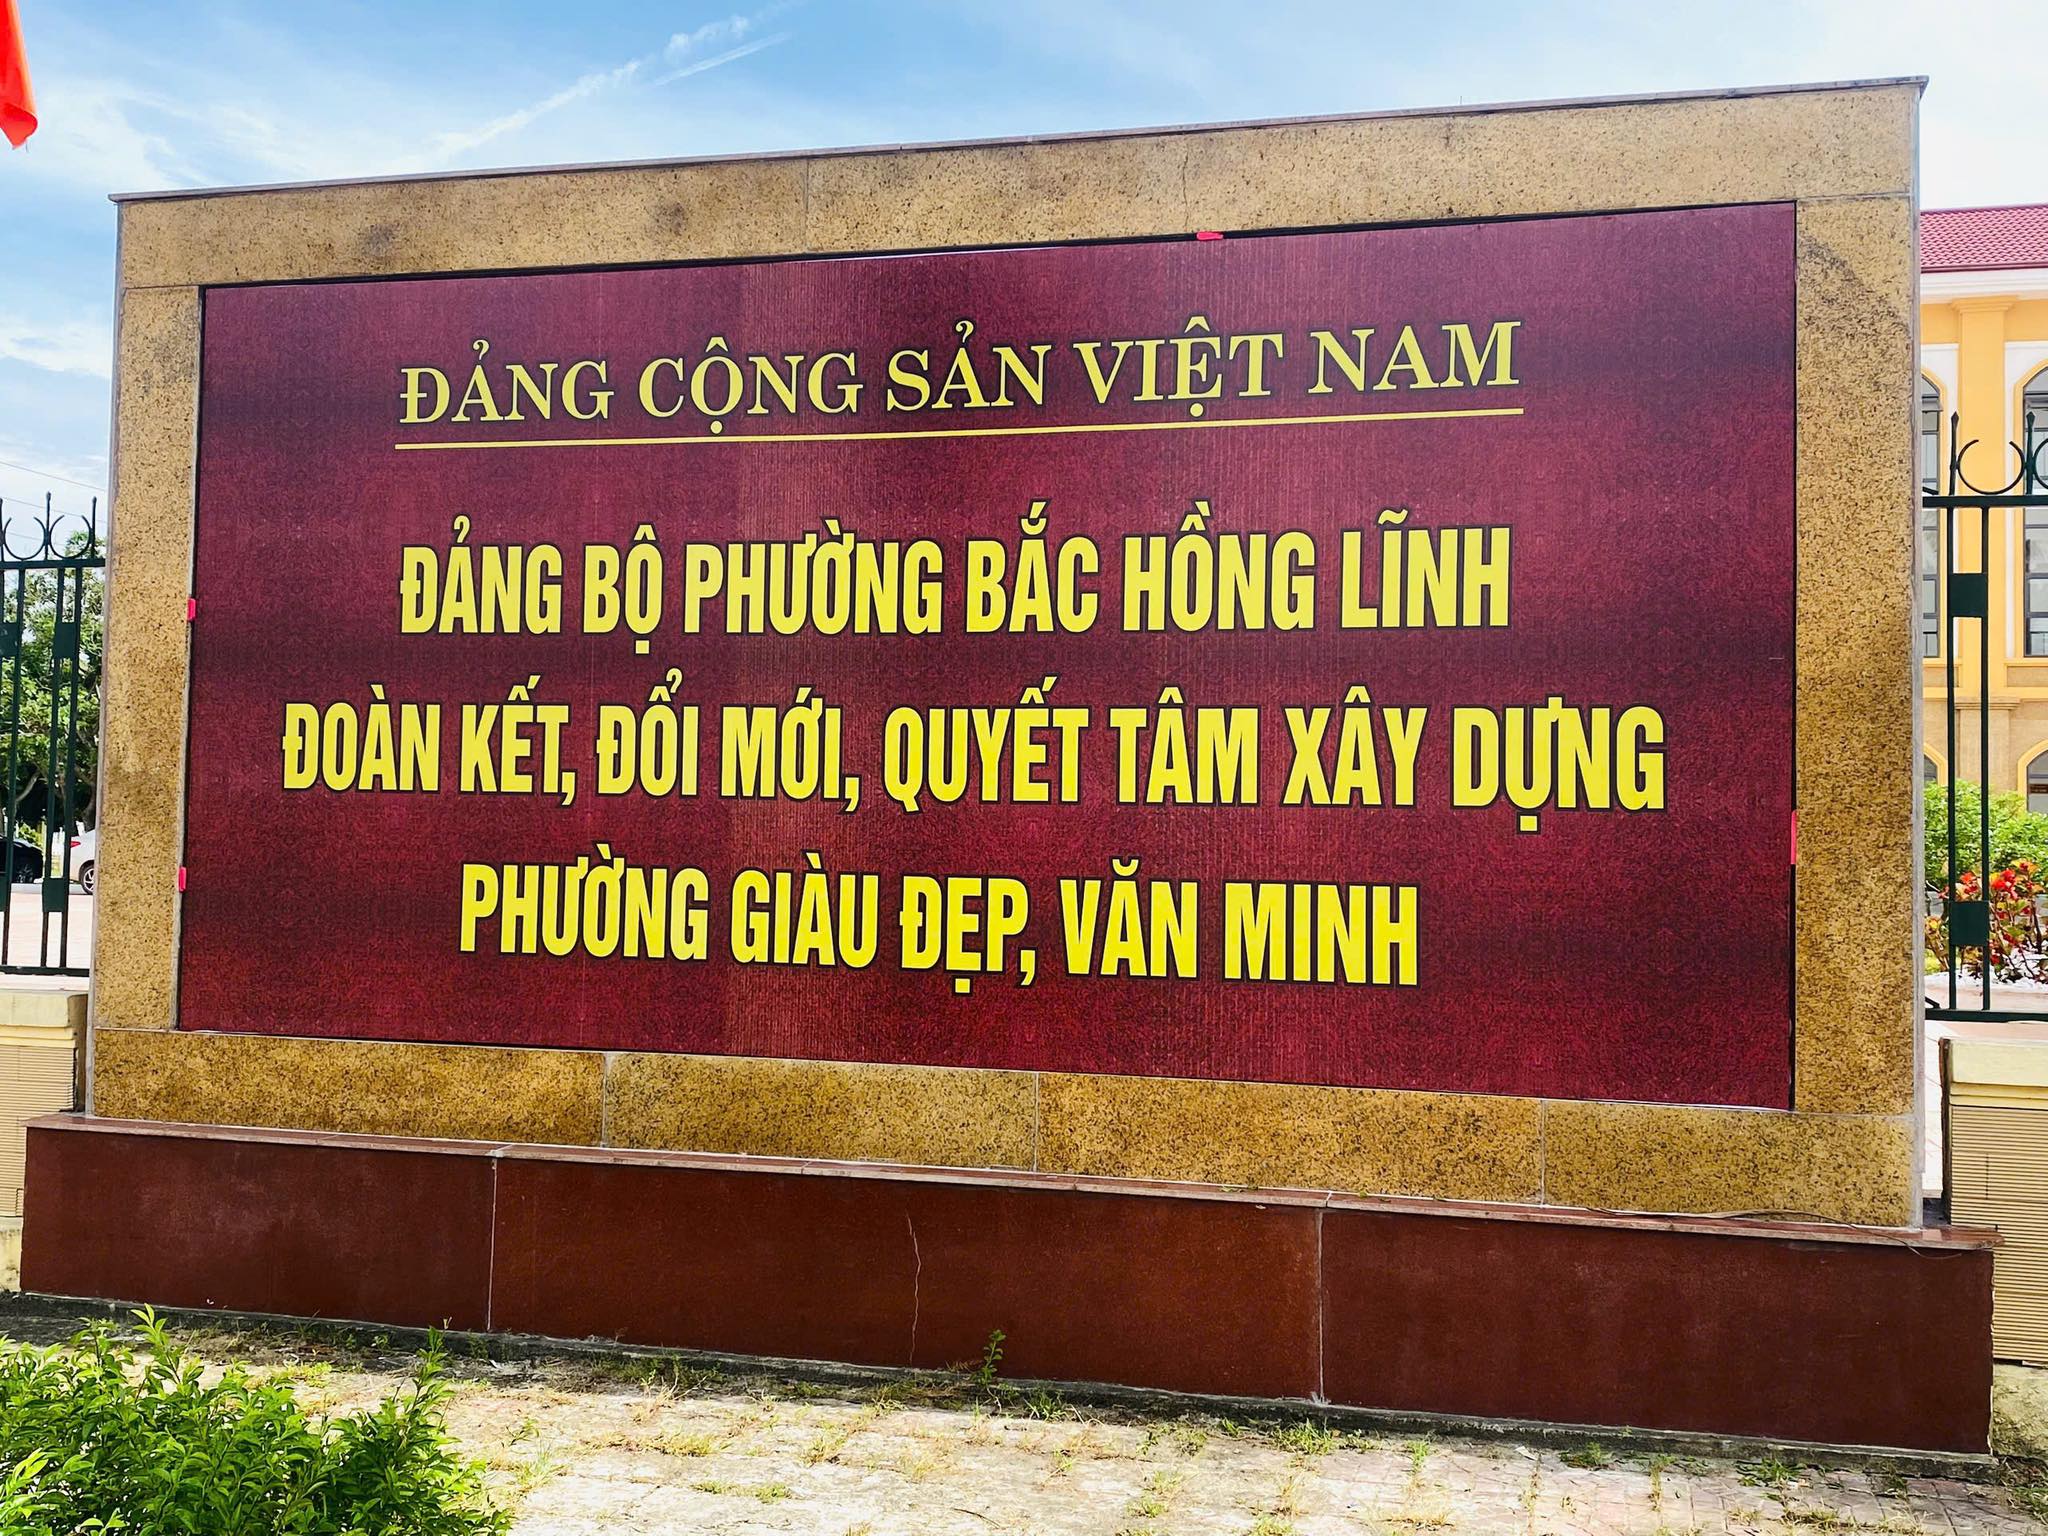 ĐẢNG CỘNG SẢN VIỆT NAM
ĐẢNG BỘ PHƯỜNG BẮC HỒNG LĨNH
ĐOÀN KẾT, ĐỔI MỚI, QUYẾT TÂM XÂY DỰNG
PHƯỜNG GIÀU ĐẸP, VĂN MINH